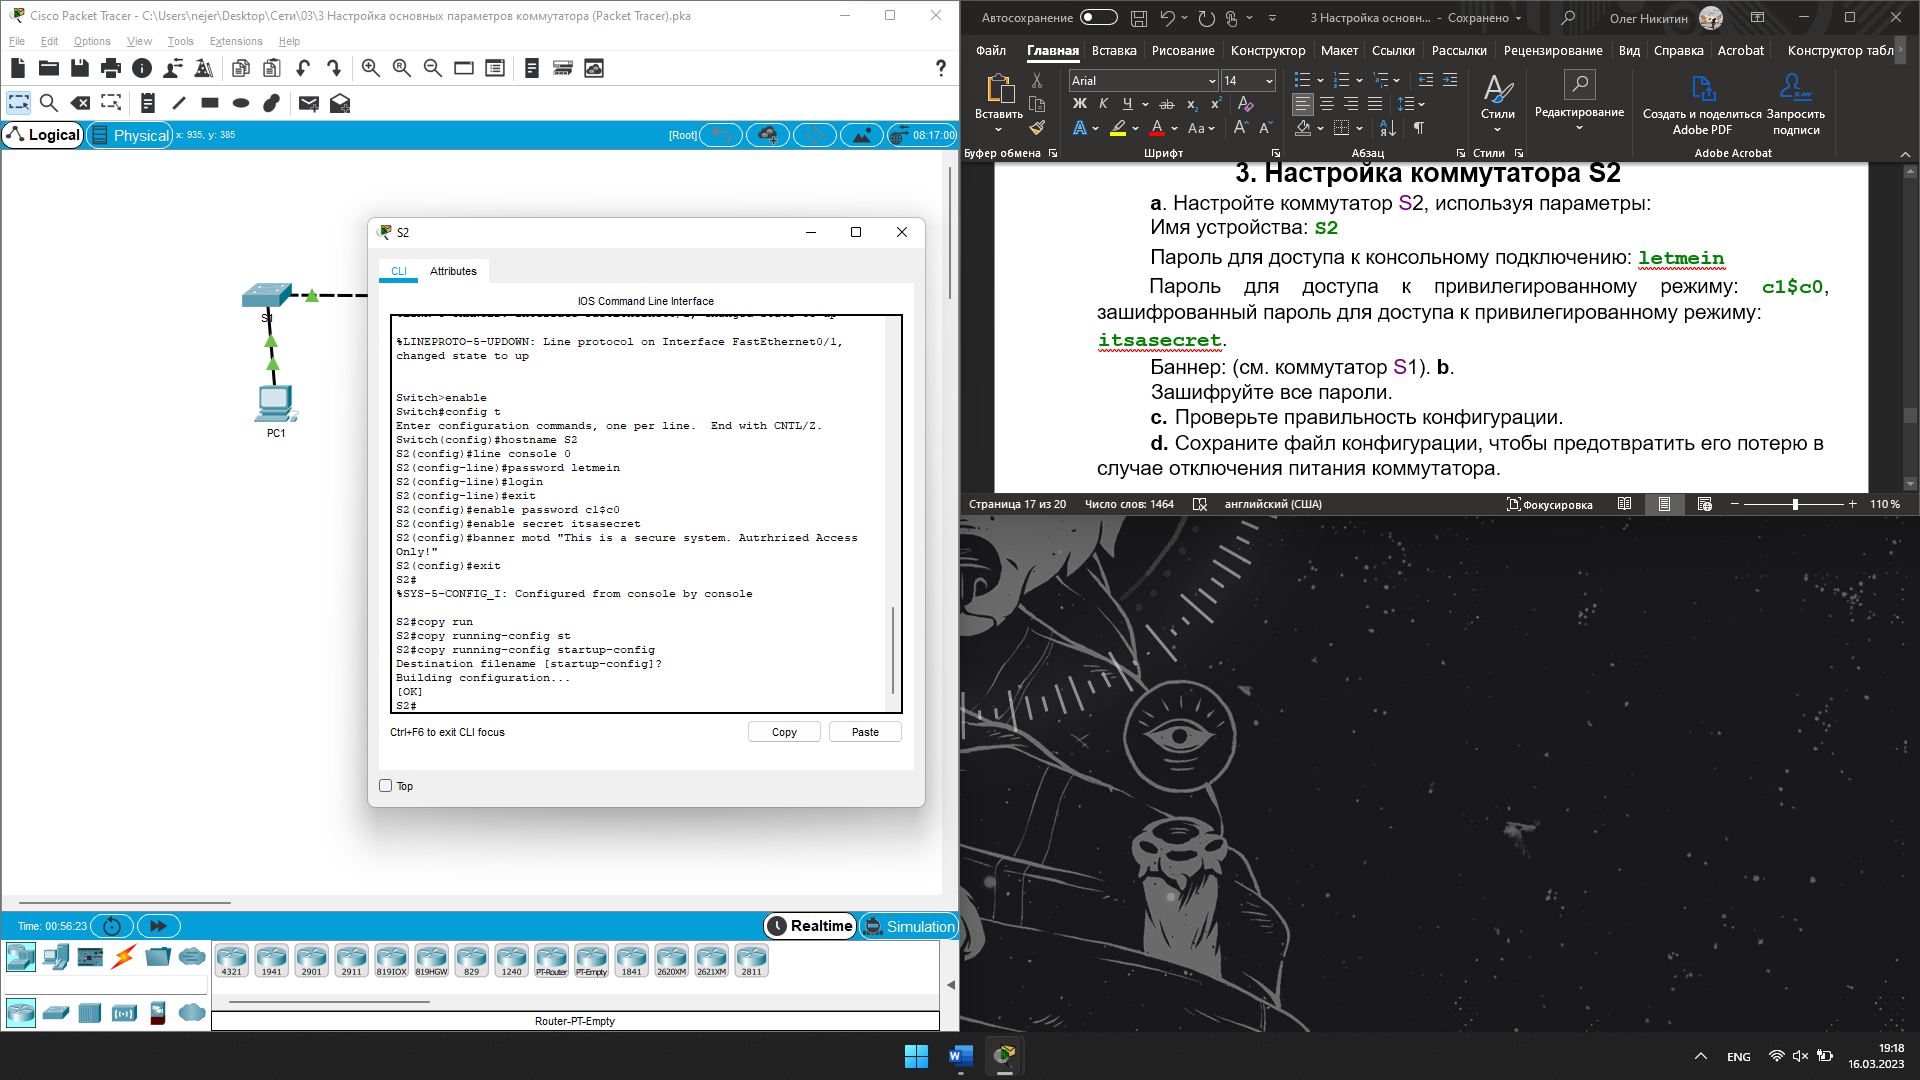 Cisco Packet Tracer - C:\Users\nejer\Desktop\Сети\03\3 Настройка основных параметров коммутатора (Packet Tracer).pka
File Edit Options View Tools Extensions Help
?
Logical Physical x: 935, y: 385 [Root] 08:17:00
S1
PC1
S2
CLI Attributes
IOS Command Line Interface
%LINEPROTO-5-UPDOWN: Line protocol on Interface FastEthernet0/1,
changed state to up
Switch>enable
Switch#config t
Enter configuration commands, one per line.  End with CNTL/Z.
Switch(config)#hostname S2
S2(config)#line console 0
S2(config-line)#password letmein
S2(config-line)#login
S2(config-line)#exit
S2(config)#enable password c1$c0
S2(config)#enable secret itsasecret
S2(config)#banner motd "This is a secure system. Autrhrized Access
Only!"
S2(config)#exit
S2#
%SYS-5-CONFIG_I: Configured from console by console
S2#copy run
S2#copy running-config st
S2#copy running-config startup-config
Destination filename [startup-config]?
Building configuration...
[OK]
S2#
Ctrl+F6 to exit CLI focus Copy Paste
Top
Time: 00:56:23 Realtime Simulation
4321 1941 2901 2911 819IOX 819HGW 829 1240 PT-Router PT-Empty 1841 2620XM 2621XM 2811
Router-PT-Empty
Автосохранение 3 Настройка основн... - Сохранено Олег Никитин
Файл Главная Вставка Рисование Конструктор Макет Ссылки Рассылки Рецензирование Вид Справка Acrobat Конструктор табл
Вставить
Буфер обмена
Arial 14
Ж К Ч ab x₂ x²
A A Aa A A
Шрифт
Абзац
Стили
Стили
Редактирование
Создать и поделиться
Adobe PDF
Запросить
подписи
Adobe Acrobat
3. Настройка коммутатора S2
a. Настройте коммутатор S2, используя параметры:
Имя устройства: S2
Пароль для доступа к консольному подключению: letmein
Пароль для доступа к привилегированному режиму: c1$c0,
зашифрованный пароль для доступа к привилегированному режиму:
itsasecret.
Баннер: (см. коммутатор S1). b.
Зашифруйте все пароли.
c. Проверьте правильность конфигурации.
d. Сохраните файл конфигурации, чтобы предотвратить его потерю в
случае отключения питания коммутатора.
Страница 17 из 20 Число слов: 1464 английский (США) Фокусировка 110 %
ENG
19:18
16.03.2023